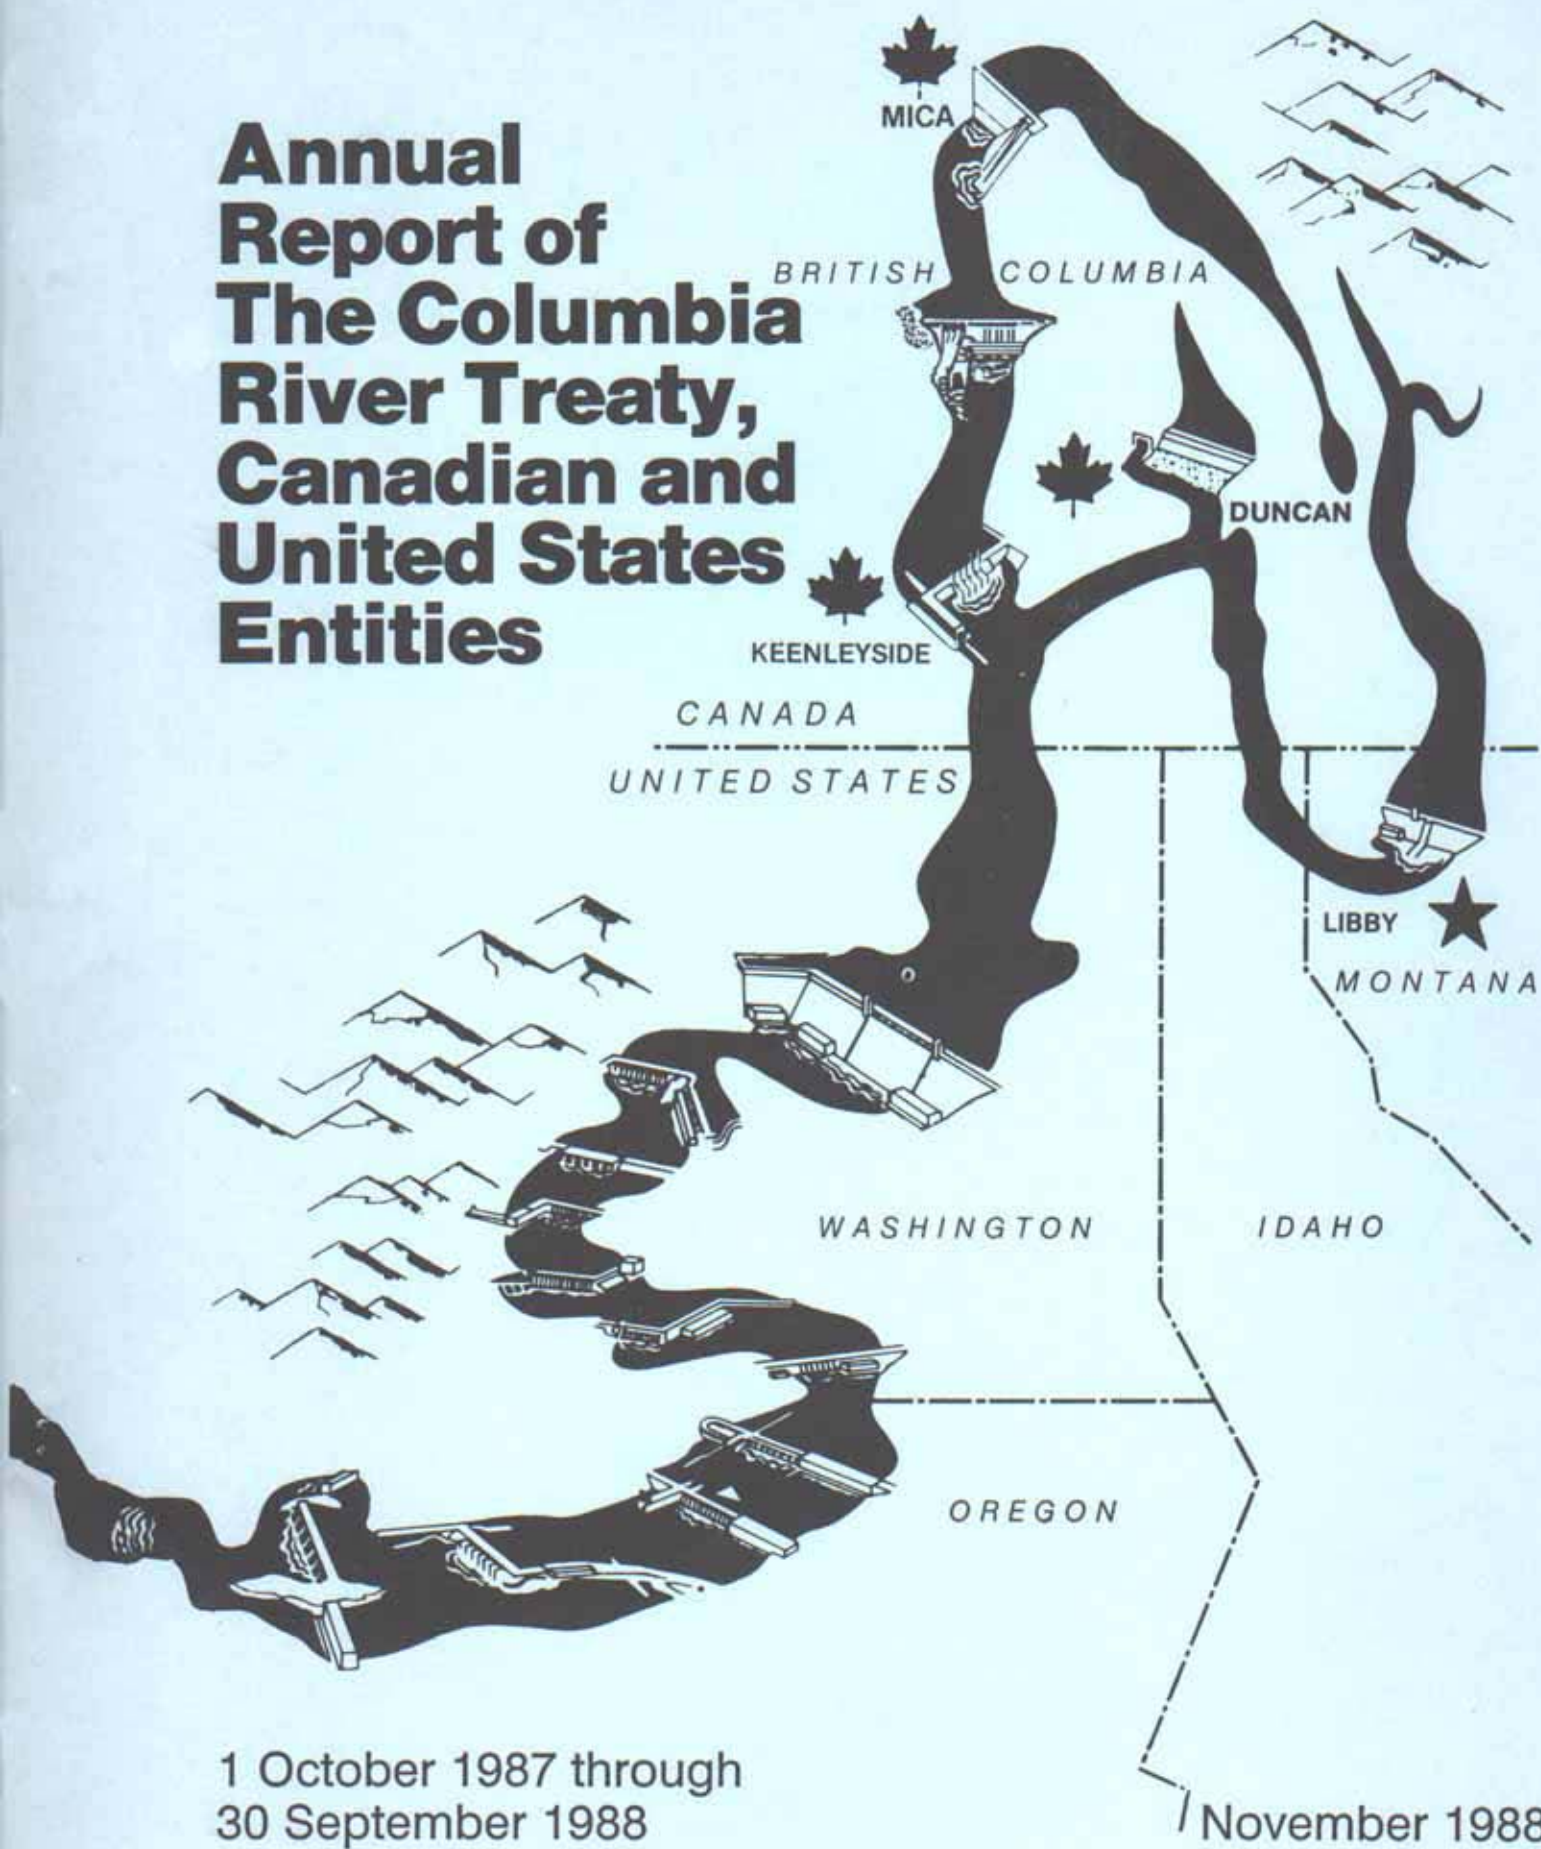 Annual
Report of
The Columbia
River Treaty,
Canadian and
United States
Entities
MICA
BRITISH COLUMBIA
DUNCAN
KEENLEYSIDE
CANADA
UNITED STATES
LIBBY
MONTANA
WASHINGTON
IDAHO
OREGON
1 October 1987 through
30 September 1988
November 1988